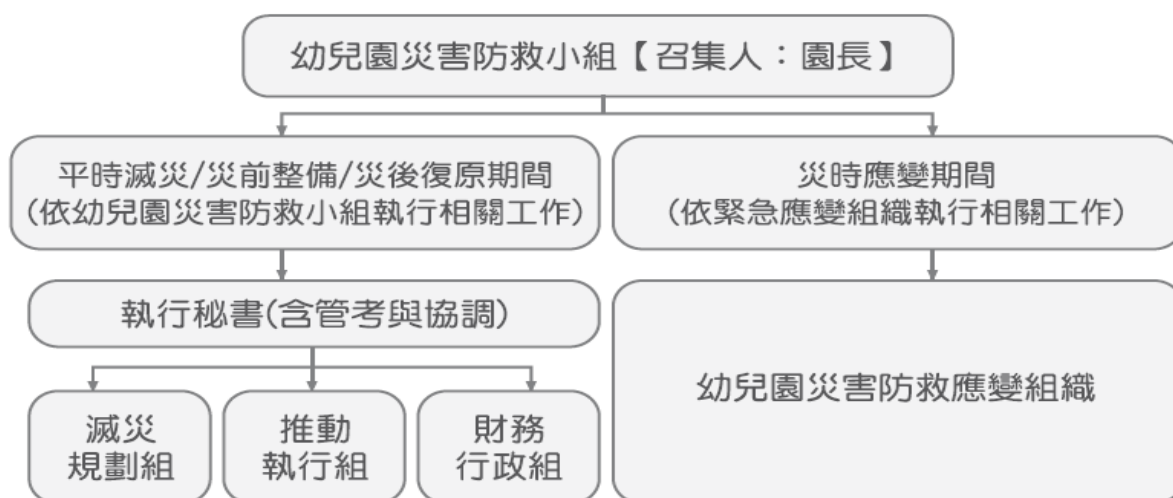 幼兒園災害防救小組【召集人：園長】
平時減災/災前整備/災後復原期間
(依幼兒園災害防救小組執行相關工作)
災時應變期間
(依緊急應變組織執行相關工作)
執行秘書(含管考與協調)
幼兒園災害防救應變組織
減災
規劃組
推動
執行組
財務
行政組